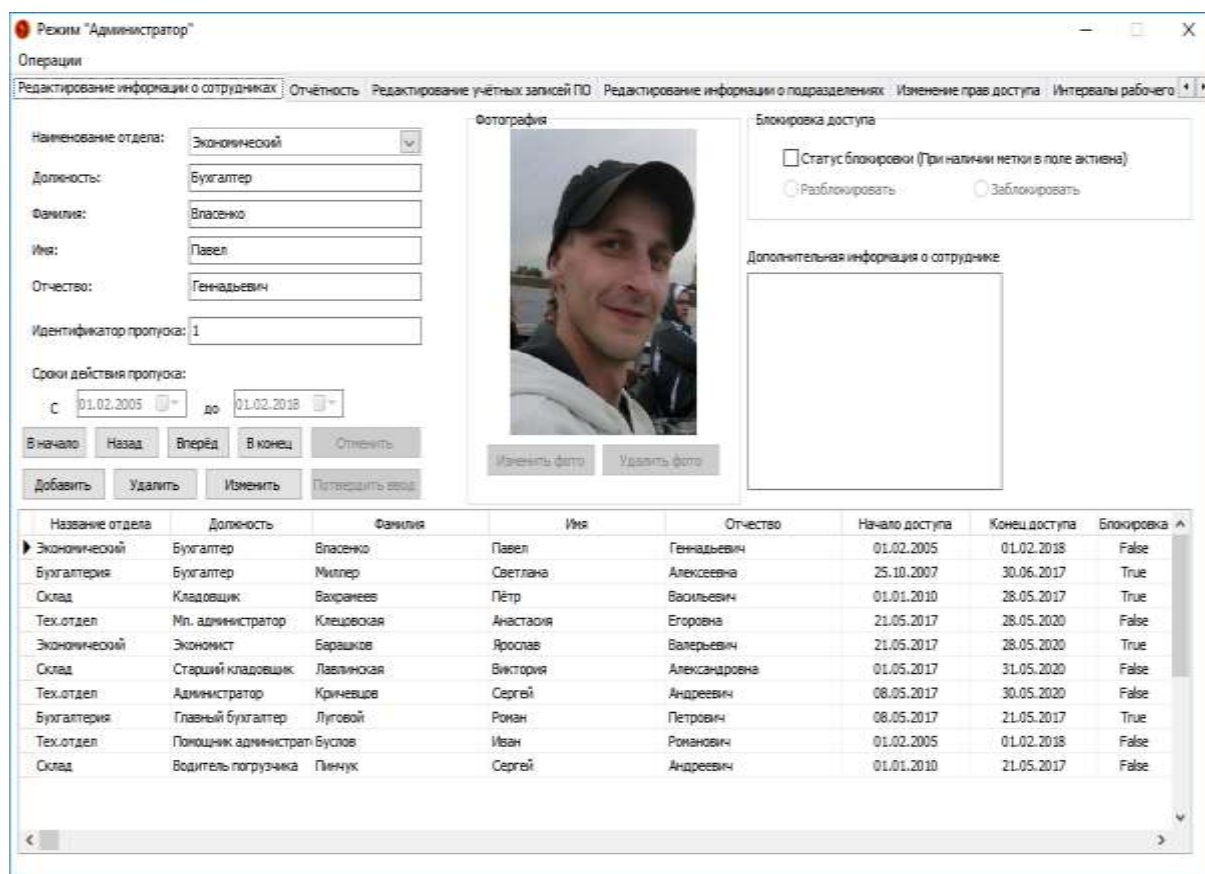 Режим "Администратор"
Операции
Редактирование информации о сотрудниках Отчётность Редактирование учётных записей ПО Редактирование информации о подразделениях Изменение прав доступа Интервалы рабочего
Наименование отдела: Экономический
Должность: Бухгалтер
Фамилия: Власенко
Имя: Павел
Отчество: Геннадьевич
Идентификатор пропуска: 1
Сроки действия пропуска:
С 01.02.2005 до 01.02.2018
В начало Назад Вперёд В конец Отменить
Добавить Удалить Изменить Потвердить ввод
Фотография
Изменить фото Удалить фото
Блокировка доступа
Статус блокировки (При наличии метки в поле активна)
Разблокировать Заблокировать
Дополнительная информация о сотруднике
Название отдела Должность Фамилия Имя Отчество Начало доступа Конец доступа Блокировка
Экономический Бухгалтер Власенко Павел Геннадьевич 01.02.2005 01.02.2018 False
Бухгалтерия Бухгалтер Миллер Светлана Алексеевна 25.10.2007 30.06.2017 True
Склад Кладовщик Вахрамеев Пётр Васильевич 01.01.2010 28.05.2017 True
Тех.отдел Мл. администратор Клецовская Анастасия Егоровна 21.05.2017 28.05.2020 False
Экономический Экономист Барашков Ярослав Валерьевич 21.05.2017 28.05.2020 True
Склад Старший кладовщик Лавлинская Виктория Александровна 01.05.2017 31.05.2020 False
Тех.отдел Администратор Кричевцов Сергей Андреевич 08.05.2017 30.05.2020 False
Бухгалтерия Главный бухгалтер Луговой Роман Петрович 08.05.2017 21.05.2017 True
Тех.отдел Помощник администрат Буслов Иван Романович 01.02.2005 01.02.2018 False
Склад Водитель погрузчика Пинчук Сергей Андреевич 01.01.2010 21.05.2017 False